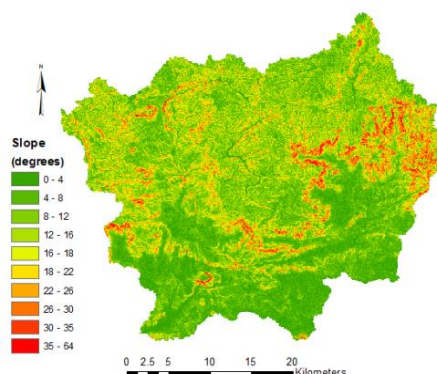 N
Slope
(degrees)
0 - 4
4 - 8
8 - 12
12 - 16
16 - 18
18 - 22
22 - 26
26 - 30
30 - 35
35 - 64
0 2.5 5 10 15 20
Kilometers